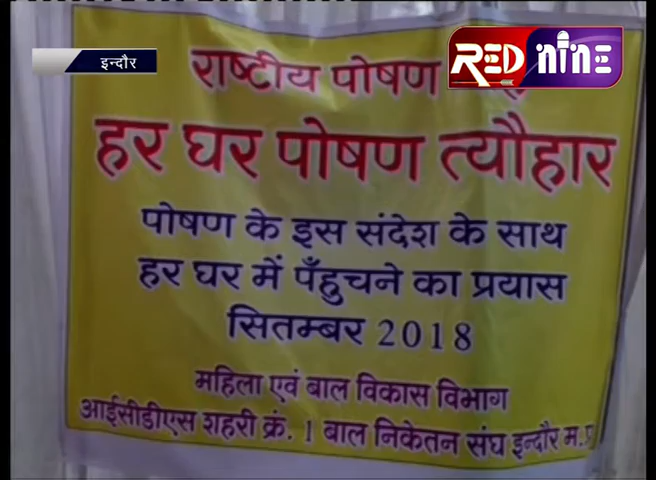 इन्दौर
RED NINE
राष्ट्रीय पोषण
हर घर पोषण त्यौहार
पोषण के इस संदेश के साथ
हर घर में पँहुचने का प्रयास
सितम्बर 2018
महिला एवं बाल विकास विभाग
आईसीडीएस शहरी क्रं. 1 बाल निकेतन संघ इन्दौर म.प्र